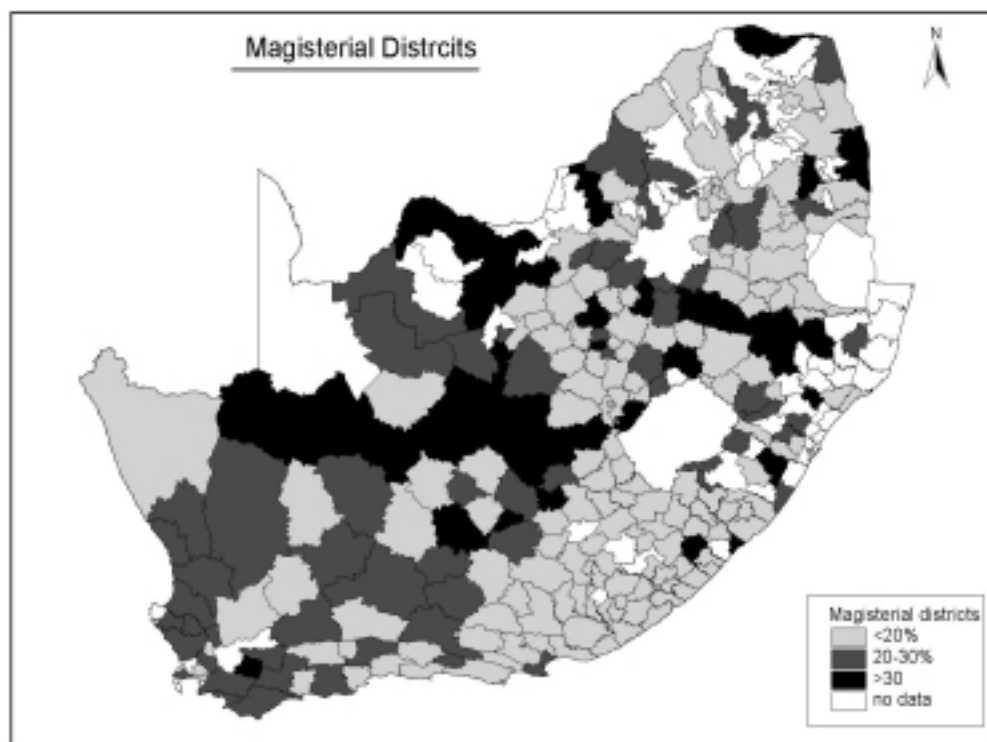 Magisterial Distrcits
N
Magisterial districts
<20%
20-30%
>30
no data